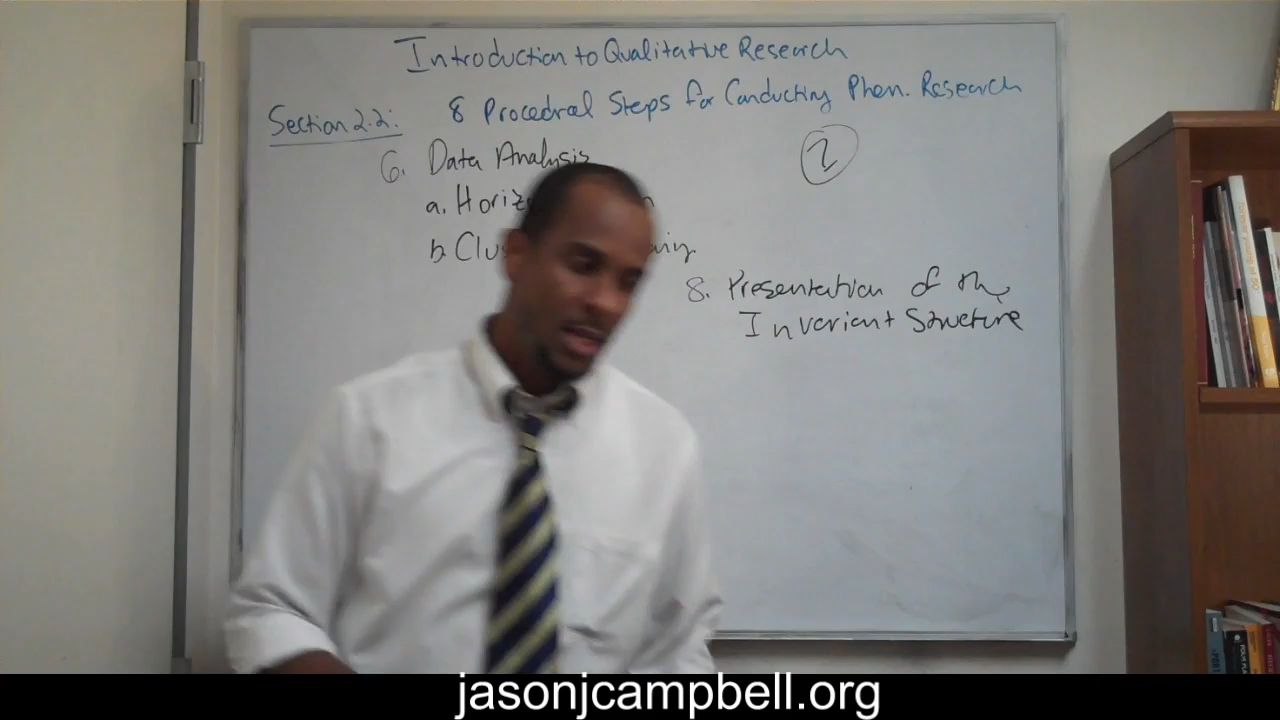 Introduction to Qualitative Research
Section 2.2: 8 Procedral Steps for Conducting Phen. Research
6. Data Analysis
2
a. Horiz
b. Clu
8. Presentation of the
Invariant Structure
jasonjcampbell.org